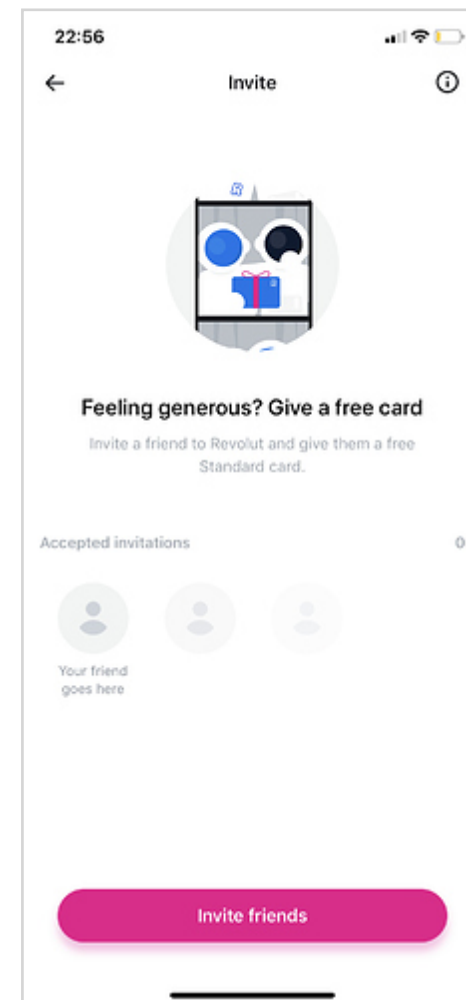 22:56
Invite
Feeling generous? Give a free card
Invite a friend to Revolut and give them a free
Standard card.
Accepted invitations 0
Your friend
goes here
Invite friends